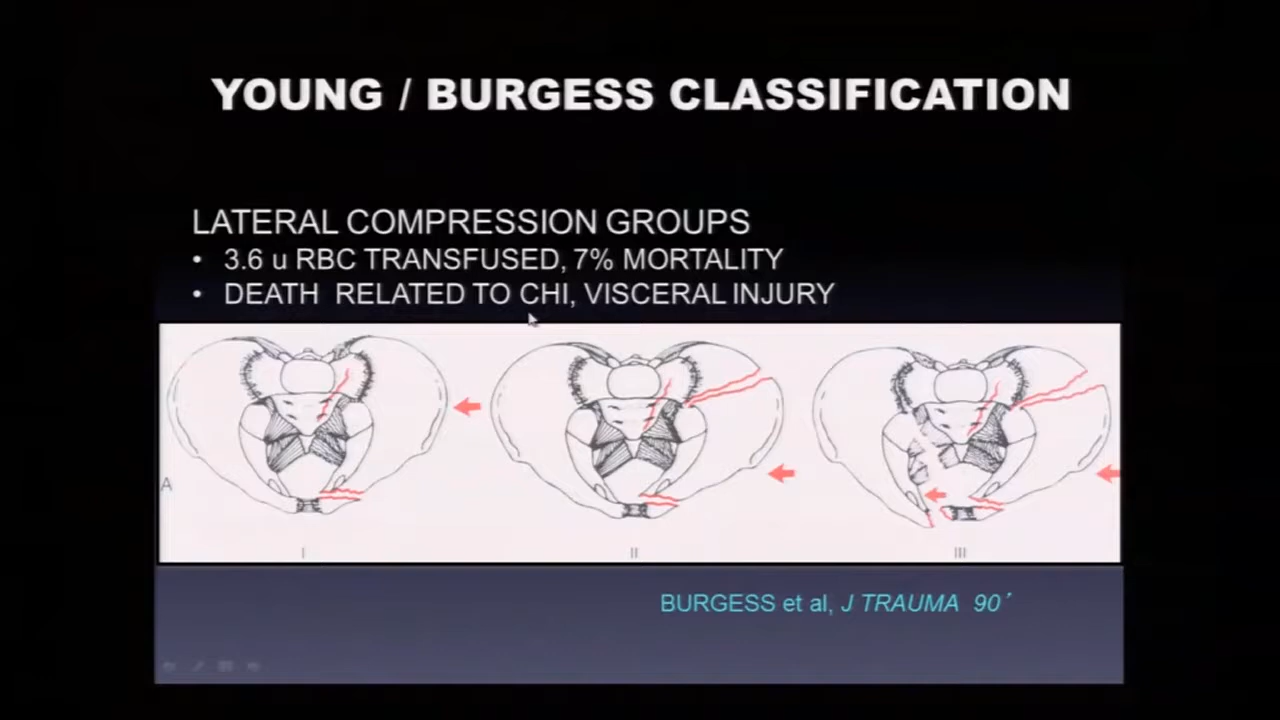 YOUNG / BURGESS CLASSIFICATION
LATERAL COMPRESSION GROUPS
• 3.6 u RBC TRANSFUSED, 7% MORTALITY
• DEATH RELATED TO CHI, VISCERAL INJURY
A
I II III
BURGESS et al, J TRAUMA 90´